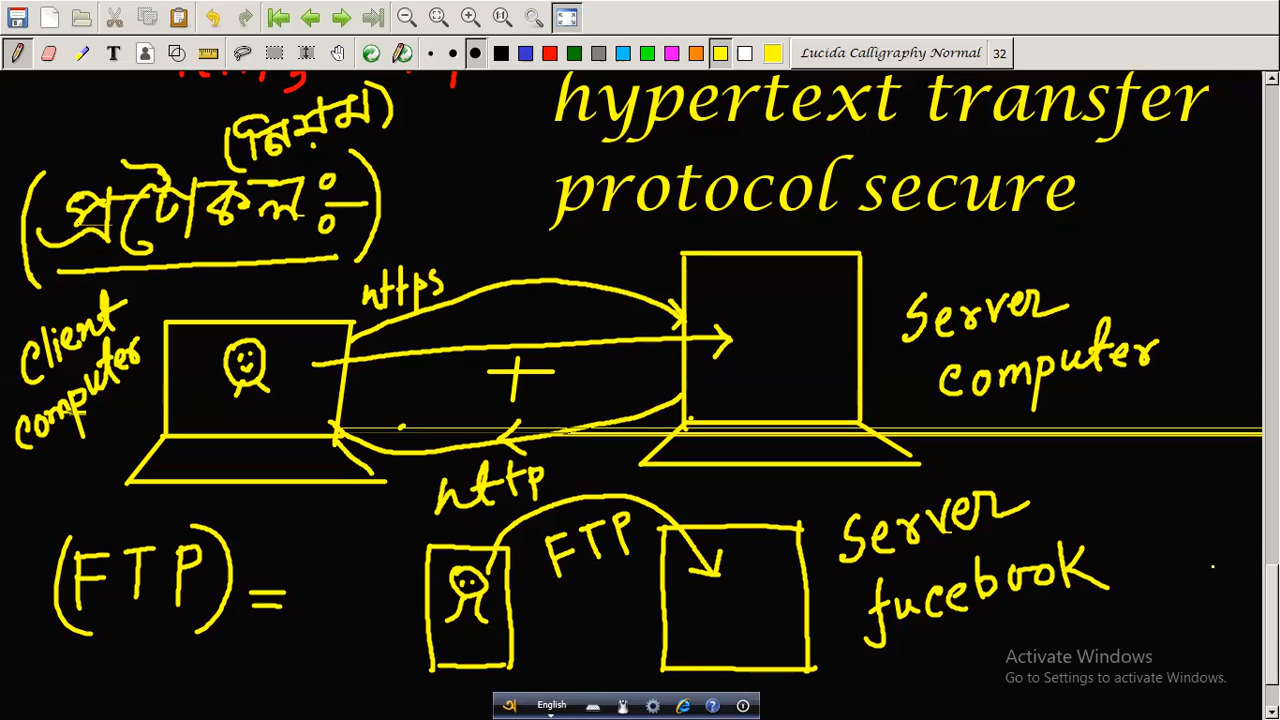 Lucida Calligraphy Normal 32
hypertext transfer
protocol secure
(নিয়ম)
(প্রটোকলঃ-)
https
Client
computer
Server
computer
http
(FTP) =
FTP
Server
fucebook
Activate Windows
Go to Settings to activate Windows.
English